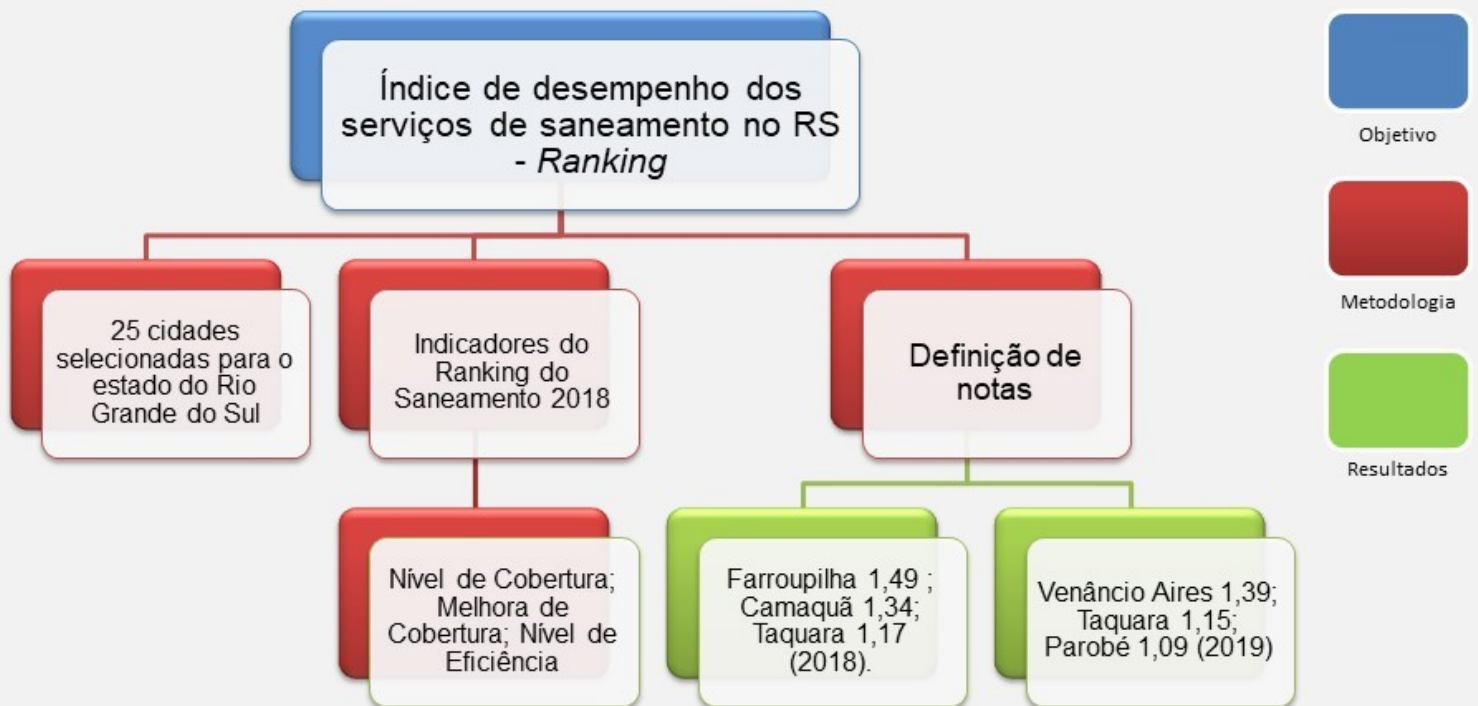 Índice de desempenho dos
serviços de saneamento no RS
- Ranking
Objetivo
Metodologia
Resultados
25 cidades
selecionadas para o
estado do Rio
Grande do Sul
Indicadores do
Ranking do
Saneamento 2018
Definição de
notas
Nível de Cobertura;
Melhora de
Cobertura; Nível de
Eficiência
Farroupilha 1,49 ;
Camaquã 1,34;
Taquara 1,17
(2018).
Venâncio Aires 1,39;
Taquara 1,15;
Parobé 1,09 (2019)